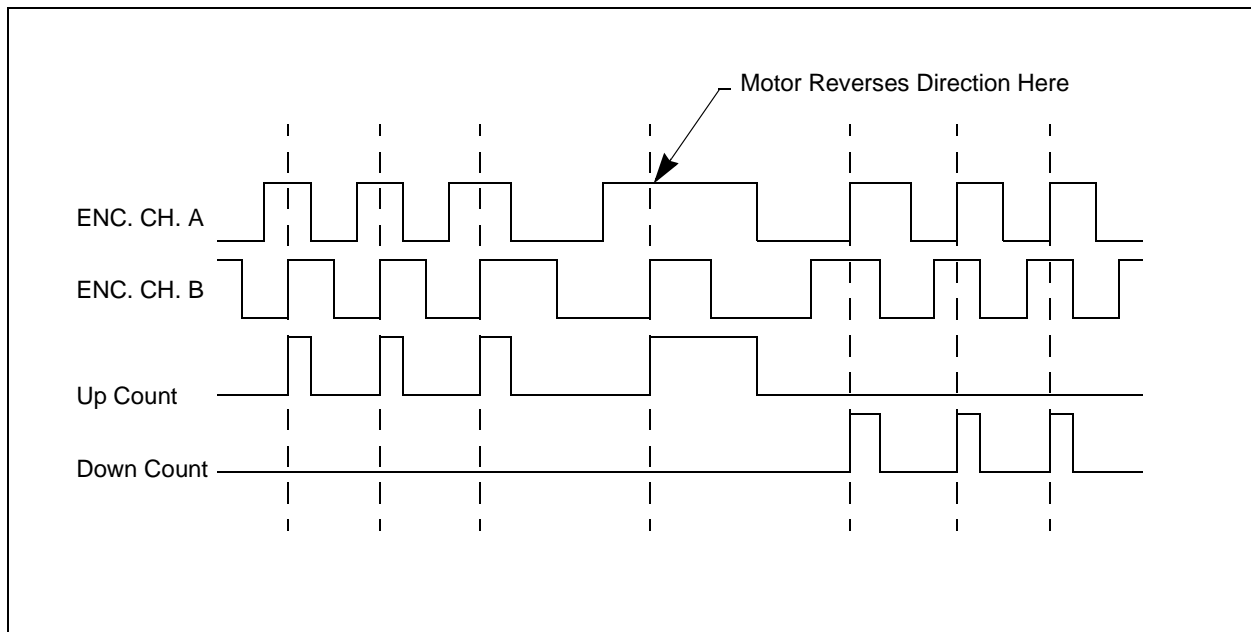 Motor Reverses Direction Here
ENC. CH. A
ENC. CH. B
Up Count
Down Count